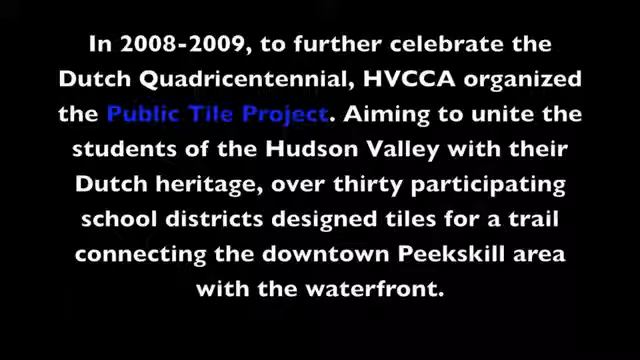 In 2008-2009, to further celebrate the
Dutch Quadricentennial, HVCCA organized
the Public Tile Project. Aiming to unite the
students of the Hudson Valley with their
Dutch heritage, over thirty participating
school districts designed tiles for a trail
connecting the downtown Peekskill area
with the waterfront.